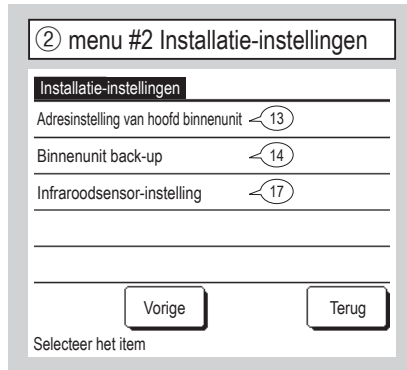 ② menu #2 Installatie-instellingen
Installatie-instellingen
Adresinstelling van hoofd binnenunit 13
Binnenunit back-up 14
Infraroodsensor-instelling 17
Vorige Terug
Selecteer het item